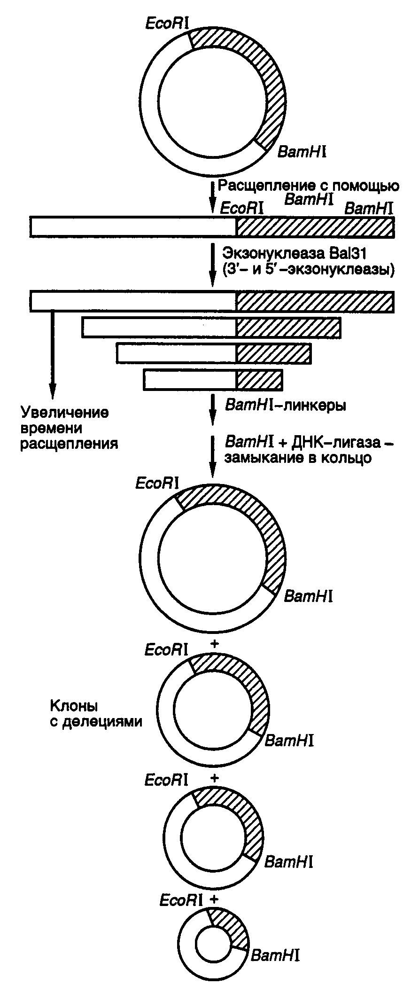 EcoRI
BamHI
Расщепление с помощью
BamHI
EcoRI
BamHI
Экзонуклеаза Bal31
(3′– и 5′–экзонуклеазы)
Увеличение
времени
расщепления
BamHI–линкеры
BamHI + ДНК–лигаза –
замыкание в кольцо
EcoRI
BamHI
+
EcoRI
Клоны
с делециями
BamHI
+
EcoRI
BamHI
EcoRI +
BamHI